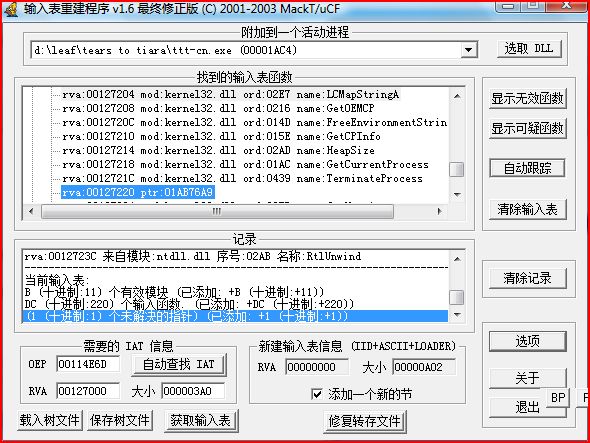 输入表重建程序 v1.6 最终修正版 (C) 2001-2003 MackT/uCF
附加到一个活动进程
d:\leaf\tears to tiara\ttt-cn.exe (00001AC4)
选取 DLL
找到的输入表函数
rva:00127204 mod:kernel32.dll ord:02E7 name:LCMapStringA
rva:00127208 mod:kernel32.dll ord:0216 name:GetOEMCP
rva:0012720C mod:kernel32.dll ord:014D name:FreeEnvironmentStrin
rva:00127210 mod:kernel32.dll ord:015E name:GetCPInfo
rva:00127214 mod:kernel32.dll ord:02AD name:HeapSize
rva:00127218 mod:kernel32.dll ord:01AC name:GetCurrentProcess
rva:0012721C mod:kernel32.dll ord:0439 name:TerminateProcess
rva:00127220 ptr:01AB76A9
显示无效函数
显示可疑函数
自动跟踪
清除输入表
记录
rva:0012723C 来自模块:ntdll.dll 序号:02AB 名称:RtlUnwind
当前输入表:
B (十进制:11) 个有效模块 (已添加: +B (十进制:+11))
DC (十进制:220) 个输入函数. (已添加: +DC (十进制:+220))
(1 (十进制:1) 个未解决的指针) (已添加: +1 (十进制:+1))
清除记录
需要的 IAT 信息
OEP 00114E6D 自动查找 IAT
RVA 00127000 大小 000003A0
新建输入表信息 (IID+ASCII+LOADER)
RVA 00000000 大小 00000A02
添加一个新的节
选项
关于
退出
BP
载入树文件 保存树文件 获取输入表 修复转存文件